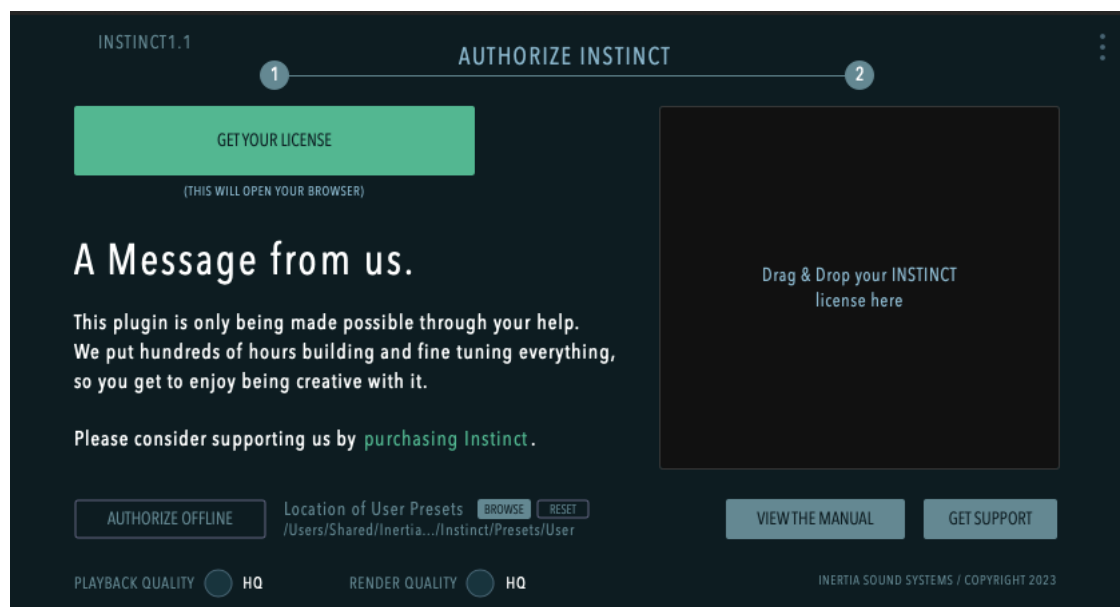 INSTINCT1.1
AUTHORIZE INSTINCT
1
2
GET YOUR LICENSE
(THIS WILL OPEN YOUR BROWSER)
A Message from us.
This plugin is only being made possible through your help.
We put hundreds of hours building and fine tuning everything,
so you get to enjoy being creative with it.
Please consider supporting us by purchasing Instinct.
Drag & Drop your INSTINCT
license here
AUTHORIZE OFFLINE
Location of User Presets BROWSE RESET
/Users/Shared/Inertia.../Instinct/Presets/User
VIEW THE MANUAL
GET SUPPORT
PLAYBACK QUALITY HQ
RENDER QUALITY HQ
INERTIA SOUND SYSTEMS / COPYRIGHT 2023